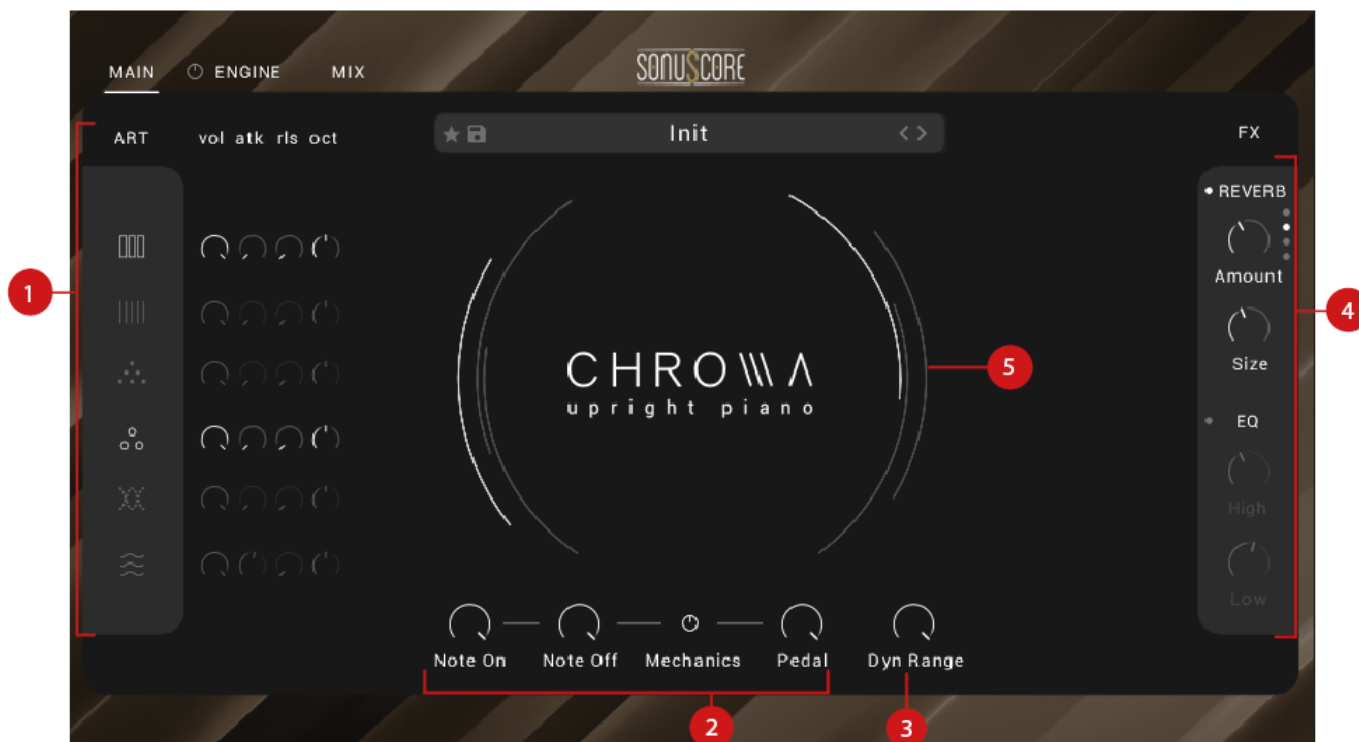 SONUSCORE
MAIN ENGINE MIX
ART vol atk rls oct Init < > FX
REVERB
1
Amount
4
Size
5
CHROMA
upright piano
EQ
High
Low
Note On Note Off Mechanics Pedal Dyn Range
2 3